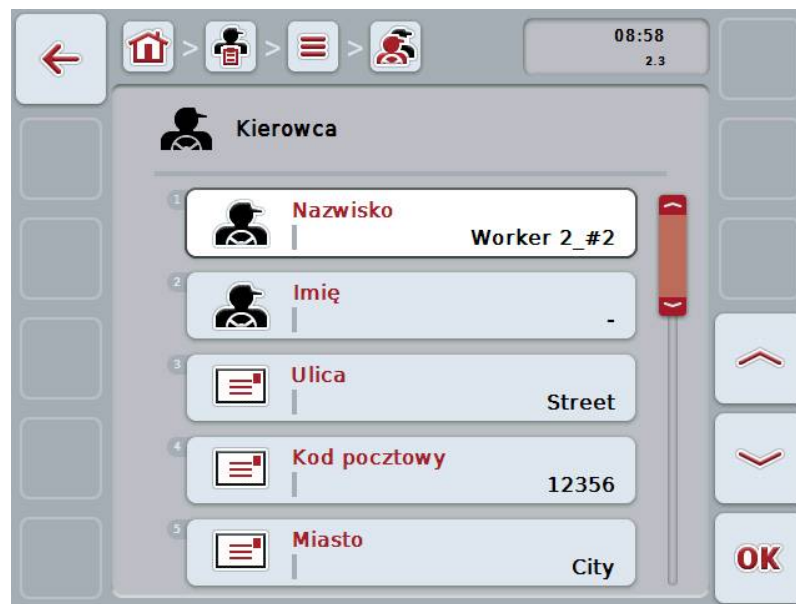 08:58
2.3
Kierowca
1
Nazwisko
Worker 2_#2
2
Imię
-
3
Ulica
Street
4
Kod pocztowy
12356
5
Miasto
City
OK